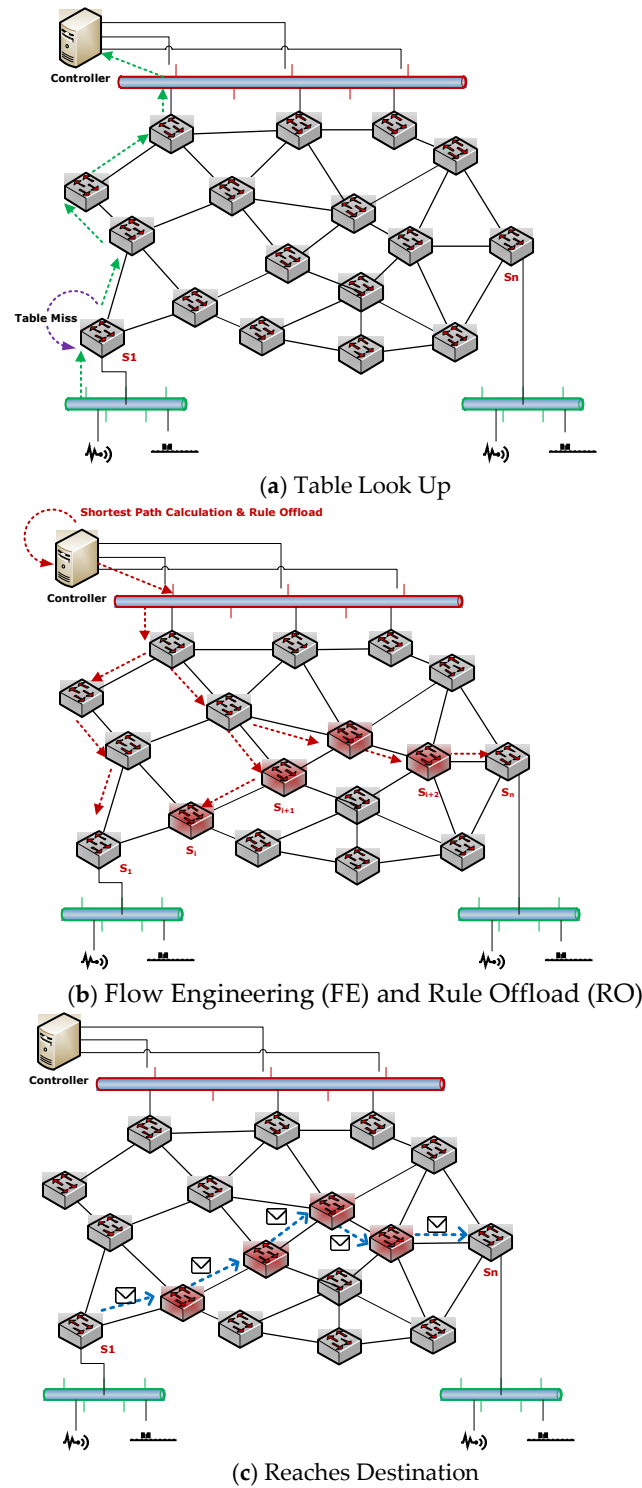 Controller
Sn
Table Miss
S1
(a) Table Look Up
Shortest Path Calculation & Rule Offload
Controller
Si+2
Sn
Si+1
Si
S1
(b) Flow Engineering (FE) and Rule Offload (RO)
Controller
Sn
S1
(c) Reaches Destination